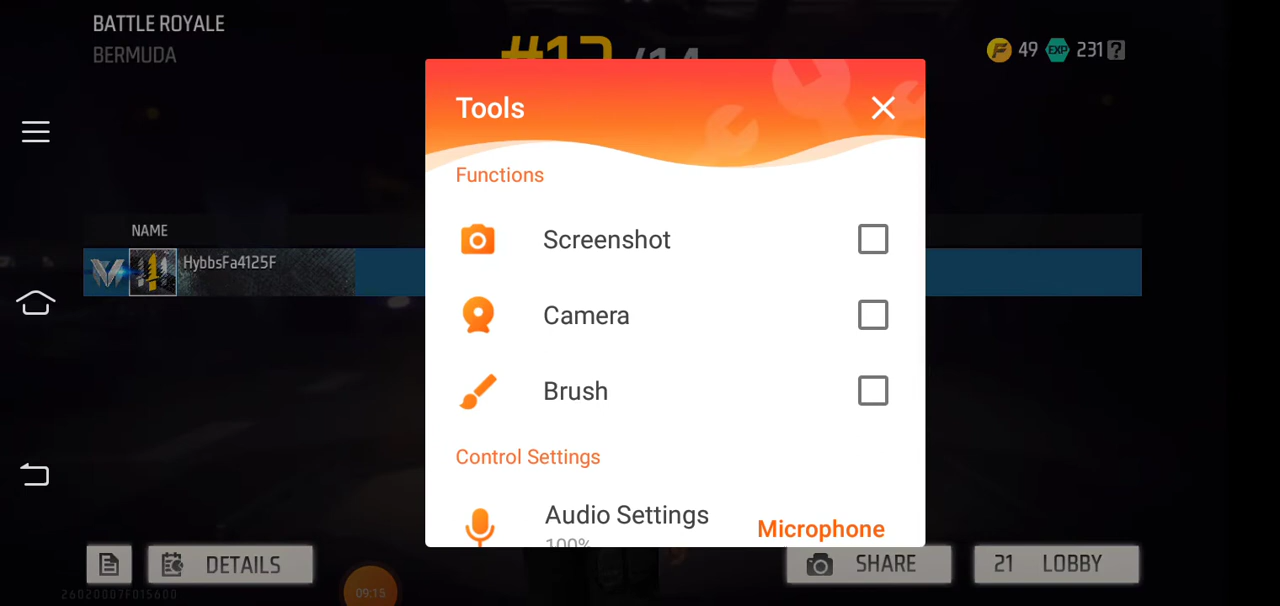 BATTLE ROYALE
BERMUDA
49 EXP 231 ?
Tools
Functions
NAME
HybbsFa4125F
Screenshot
Camera
Brush
Control Settings
Audio Settings
100%
Microphone
DETAILS
SHARE
21 LOBBY
09:15